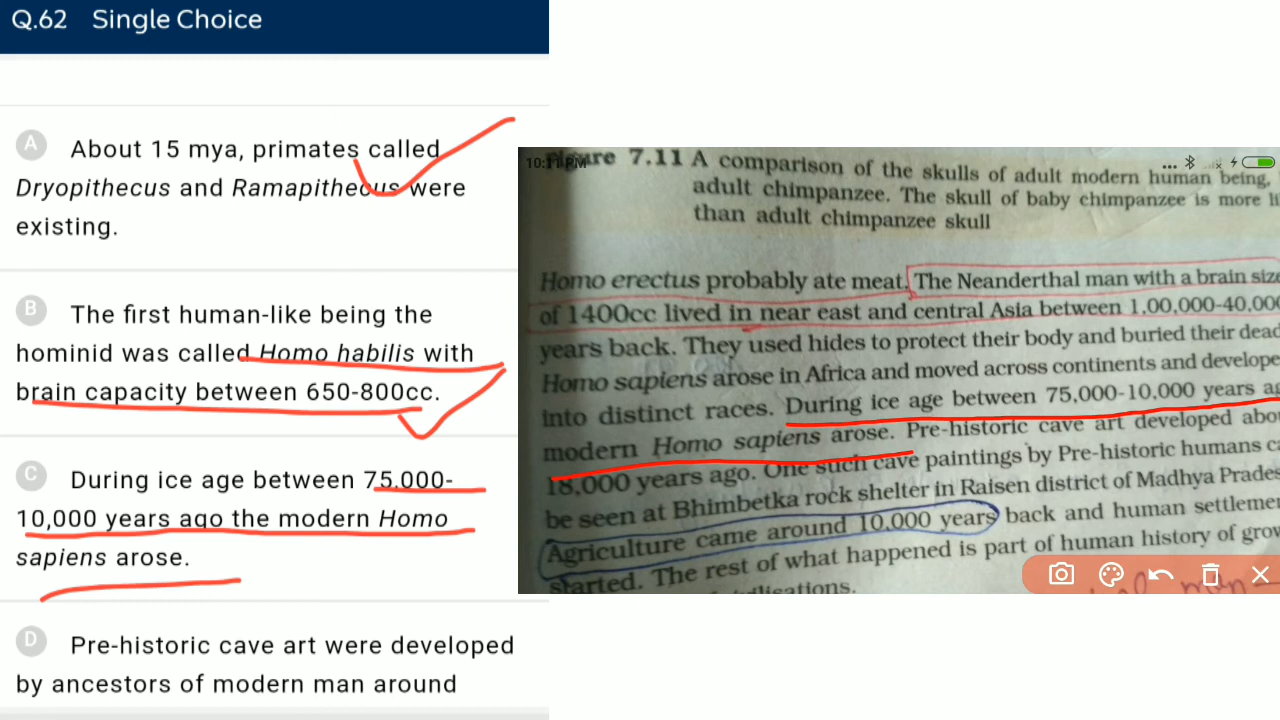 Q.62 Single Choice
A About 15 mya, primates called
Dryopithecus and Ramapithecus were
existing.
B The first human-like being the
hominid was called Homo habilis with
brain capacity between 650-800cc.
C During ice age between 75,000-
10,000 years ago the modern Homo
sapiens arose.
D Pre-historic cave art were developed
by ancestors of modern man around
10:11 PM
7.11 A comparison of the skulls of adult modern human being,
adult chimpanzee. The skull of baby chimpanzee is more li
than adult chimpanzee skull
Homo erectus probably ate meat. The Neanderthal man with a brain size
of 1400cc lived in near east and central Asia between 1,00,000-40,000
years back. They used hides to protect their body and buried their dead
Homo sapiens arose in Africa and moved across continents and develope
into distinct races. During ice age between 75,000-10,000 years a
modern Homo sapiens arose. Pre-historic cave art developed abo
18,000 years ago. One such cave paintings by Pre-historic humans ca
be seen at Bhimbetka rock shelter in Raisen district of Madhya Prades
Agriculture came around 10,000 years back and human settlemen
started. The rest of what happened is part of human history of grow